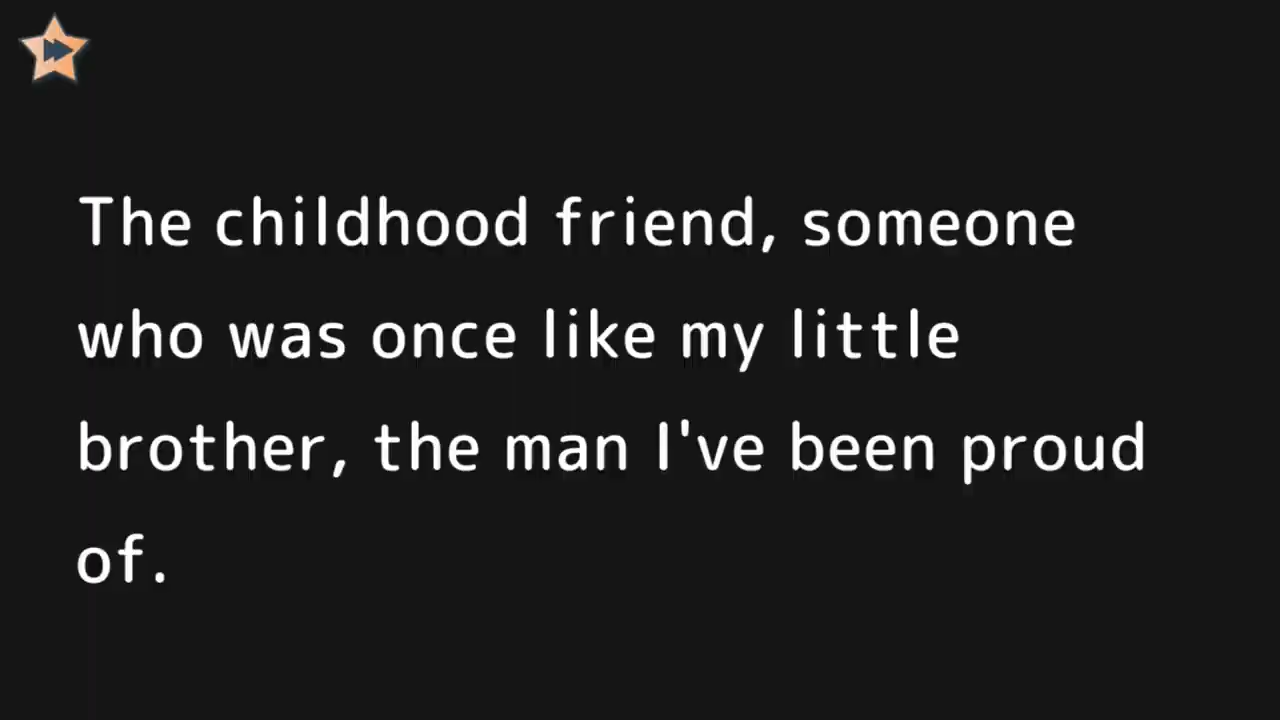 The childhood friend, someone
who was once like my little
brother, the man I've been proud
of.